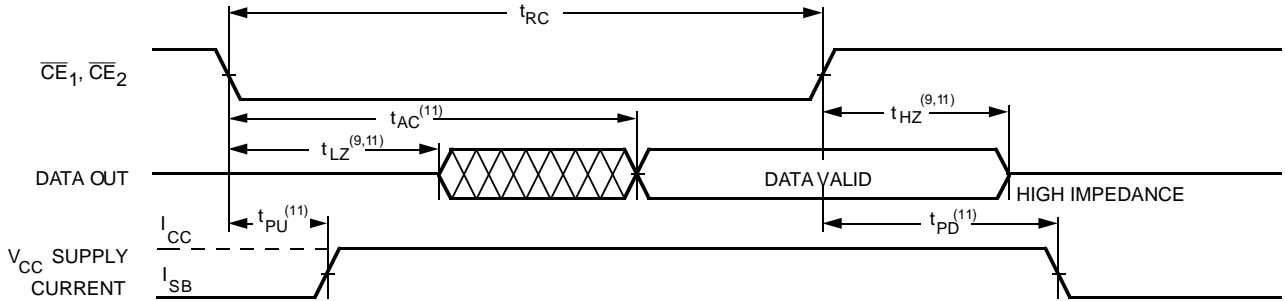 tRC
CE1, CE2
tAC(11)
tHZ(9,11)
tLZ(9,11)
DATA OUT
DATA VALID
HIGH IMPEDANCE
tPU(11)
tPD(11)
ICC
VCC SUPPLY
CURRENT
ISB